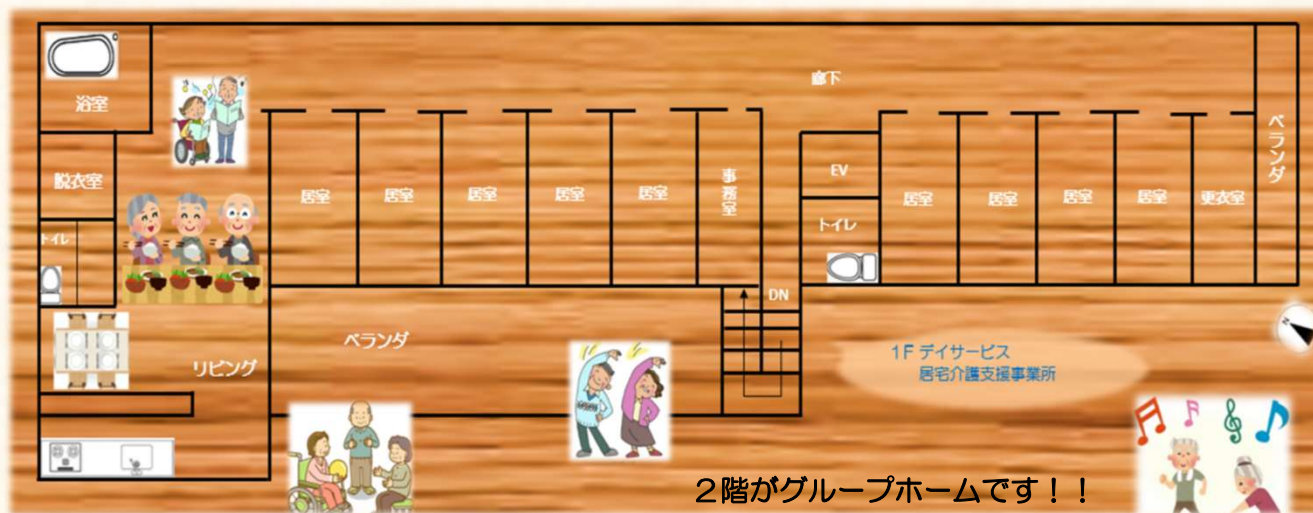 浴室
廊下
脱衣室
トイレ
居室
居室
居室
居室
居室
事務室
EV
トイレ
居室
居室
居室
居室
更衣室
ベランダ
DN
リビング
ベランダ
1F デイサービス
居宅介護支援事業所
2階がグループホームです！！